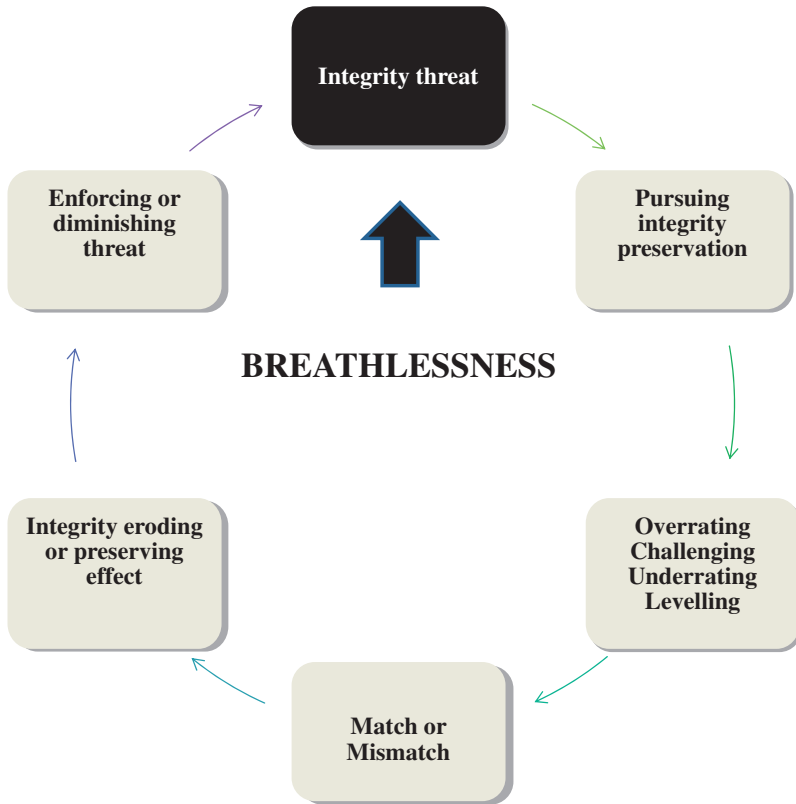 Integrity threat
Pursuing
integrity
preservation
Overrating
Challenging
Underrating
Levelling
Match or
Mismatch
Integrity eroding
or preserving
effect
Enforcing or
diminishing
threat
BREATHLESSNESS